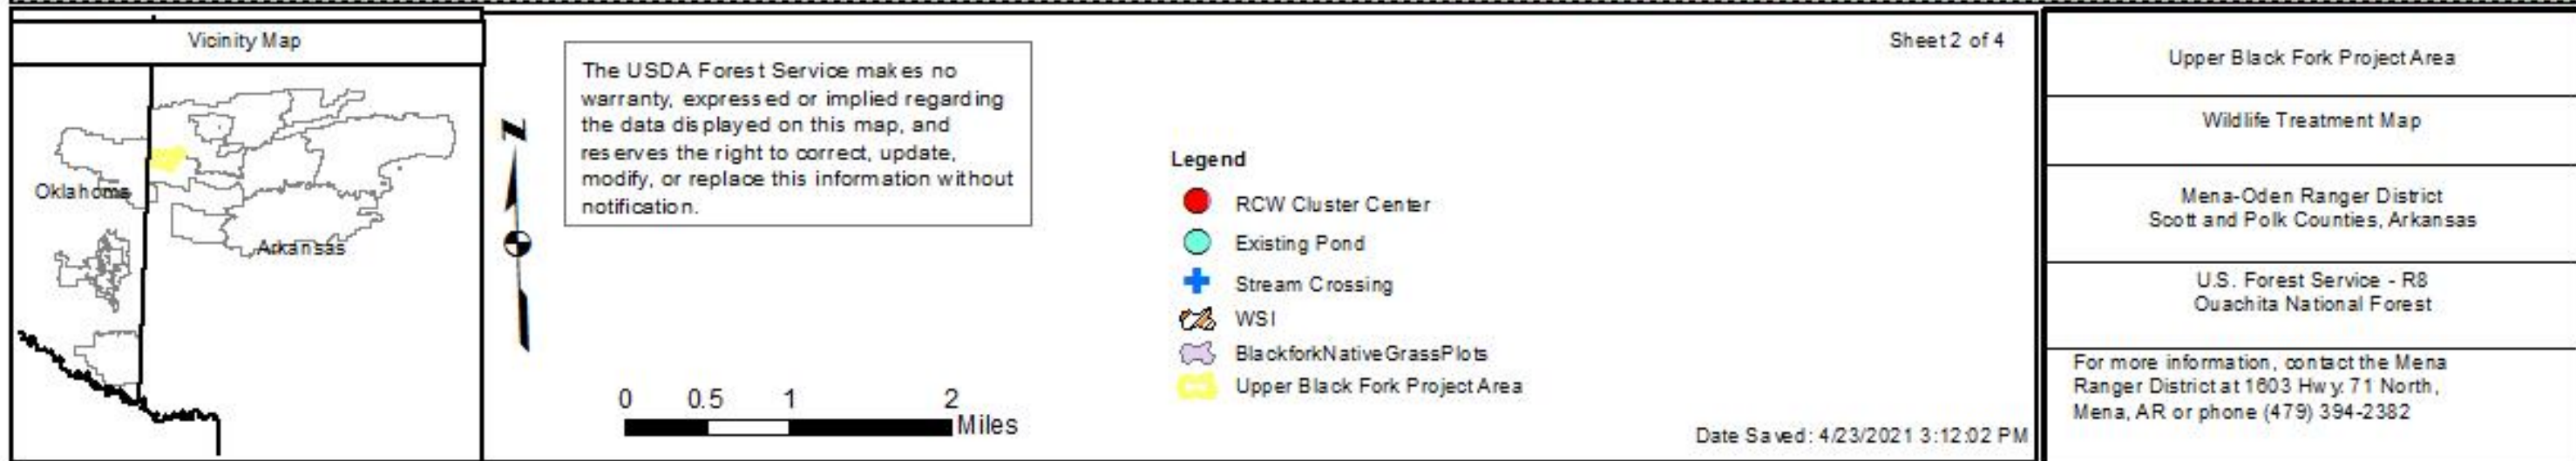 Vicinity Map
Oklahoma
Arkansas
N
The USDA Forest Service makes no
warranty, expressed or implied regarding
the data displayed on this map, and
reserves the right to correct, update,
modify, or replace this information without
notification.
0 0.5 1 2
Miles
Sheet 2 of 4
Legend
RCW Cluster Center
Existing Pond
Stream Crossing
WSI
BlackforkNativeGrassPlots
Upper Black Fork Project Area
Date Saved: 4/23/2021 3:12:02 PM
Upper Black Fork Project Area
Wildlife Treatment Map
Mena-Oden Ranger District
Scott and Polk Counties, Arkansas
U.S. Forest Service - R8
Ouachita National Forest
For more information, contact the Mena
Ranger District at 1603 Hwy. 71 North,
Mena, AR or phone (479) 394-2382